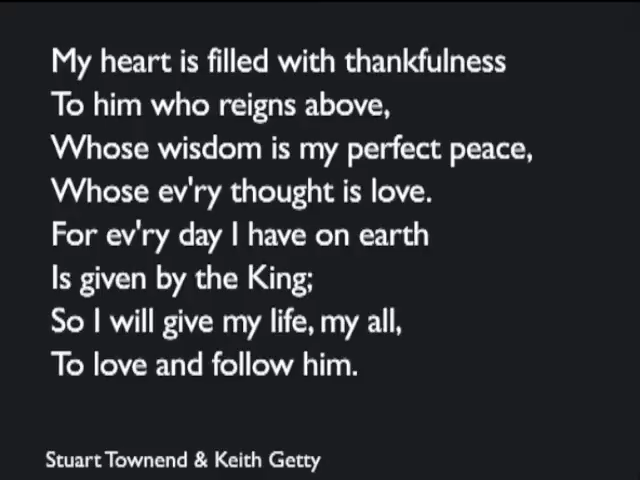 My heart is filled with thankfulness
To him who reigns above,
Whose wisdom is my perfect peace,
Whose ev'ry thought is love.
For ev'ry day I have on earth
Is given by the King;
So I will give my life, my all,
To love and follow him.
Stuart Townend & Keith Getty